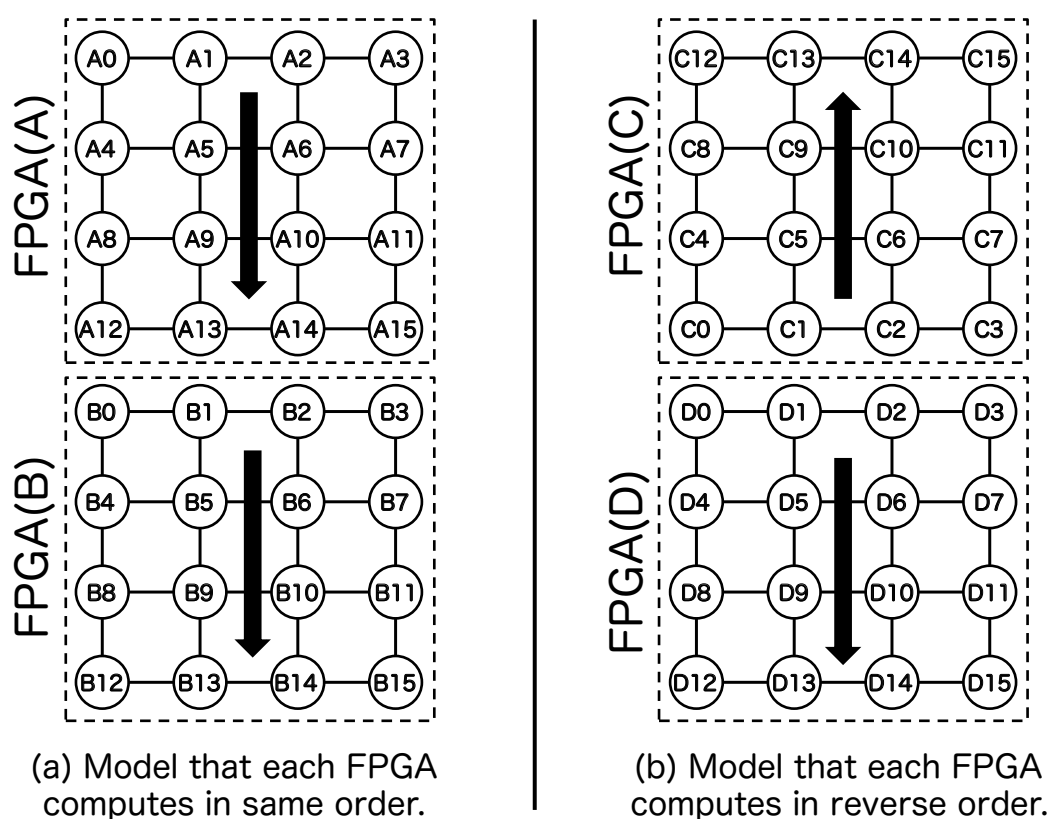 FPGA(A)
A0 A1 A2 A3
A4 A5 A6 A7
A8 A9 A10 A11
A12 A13 A14 A15
FPGA(B)
B0 B1 B2 B3
B4 B5 B6 B7
B8 B9 B10 B11
B12 B13 B14 B15
(a) Model that each FPGA
computes in same order.
FPGA(C)
C12 C13 C14 C15
C8 C9 C10 C11
C4 C5 C6 C7
C0 C1 C2 C3
FPGA(D)
D0 D1 D2 D3
D4 D5 D6 D7
D8 D9 D10 D11
D12 D13 D14 D15
(b) Model that each FPGA
computes in reverse order.